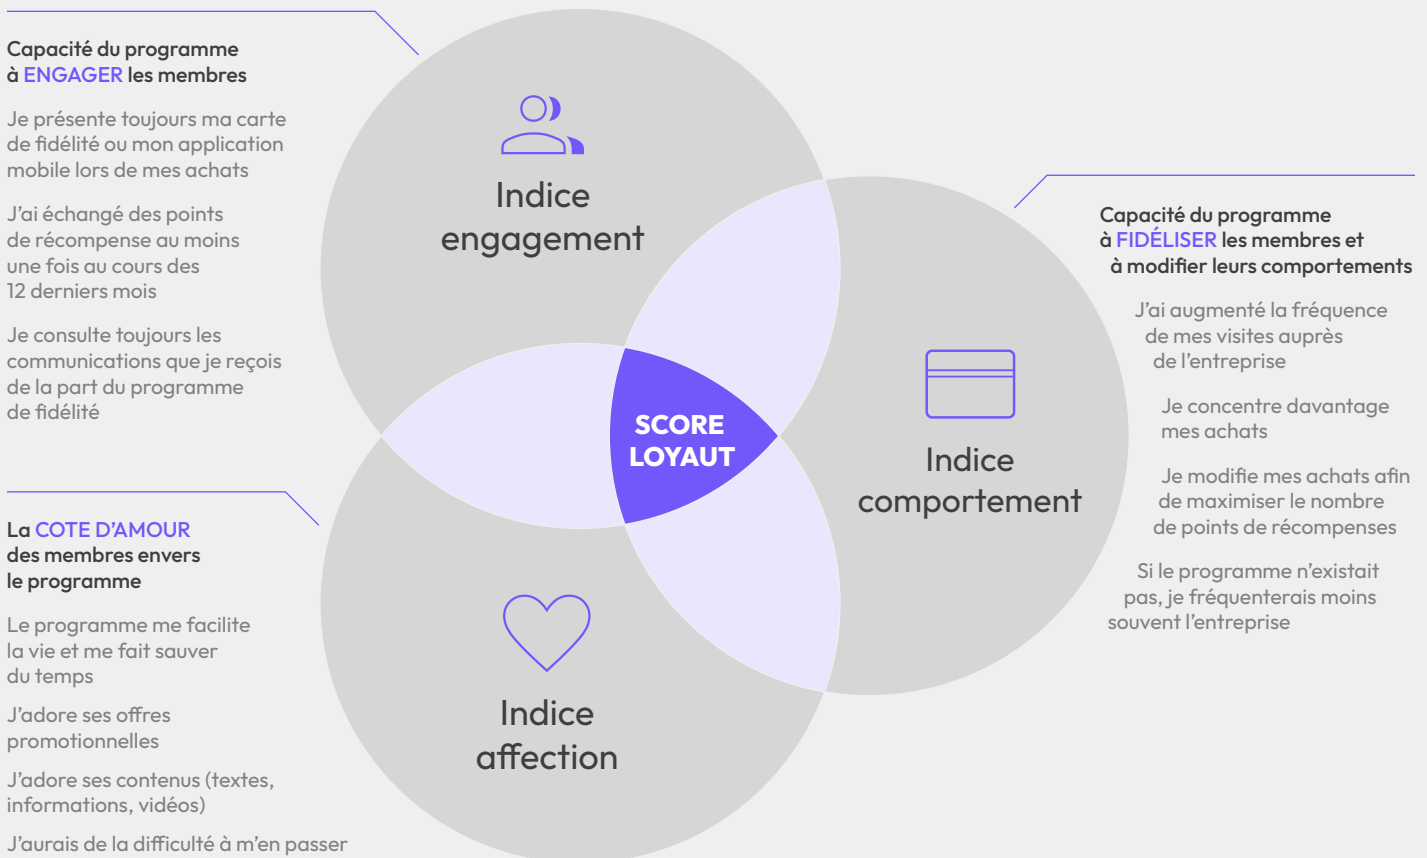 Capacité du programme
à ENGAGER les membres
Je présente toujours ma carte
de fidélité ou mon application
mobile lors de mes achats
J’ai échangé des points
de récompense au moins
une fois au cours des
12 derniers mois
Je consulte toujours les
communications que je reçois
de la part du programme
de fidélité
Indice
engagement
Capacité du programme
à FIDÉLISER les membres et
à modifier leurs comportements
J’ai augmenté la fréquence
de mes visites auprès
de l’entreprise
Je concentre davantage
mes achats
Je modifie mes achats afin
de maximiser le nombre
de points de récompenses
Si le programme n’existait
pas, je fréquenterais moins
souvent l’entreprise
Indice
comportement
SCORE
LOYAUT
La COTE D’AMOUR
des membres envers
le programme
Le programme me facilite
la vie et me fait sauver
du temps
J’adore ses offres
promotionnelles
J’adore ses contenus (textes,
informations, vidéos)
J’aurais de la difficulté à m’en passer
Indice
affection